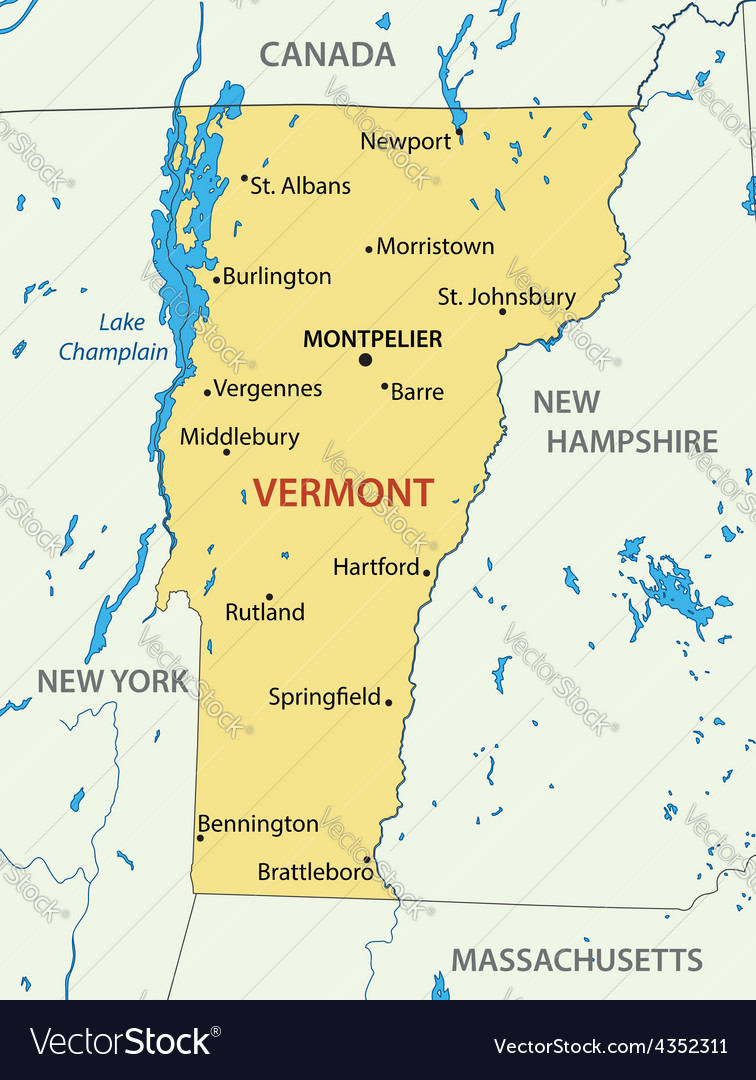 CANADA
Newport
St. Albans
Morristown
Burlington
St. Johnsbury
Lake
Champlain
MONTPELIER
Vergennes
Barre
NEW
HAMPSHIRE
Middlebury
VERMONT
Hartford
Rutland
NEW YORK
Springfield
Bennington
Brattleboro
MASSACHUSETTS
VectorStock®
VectorStock.com/4352311